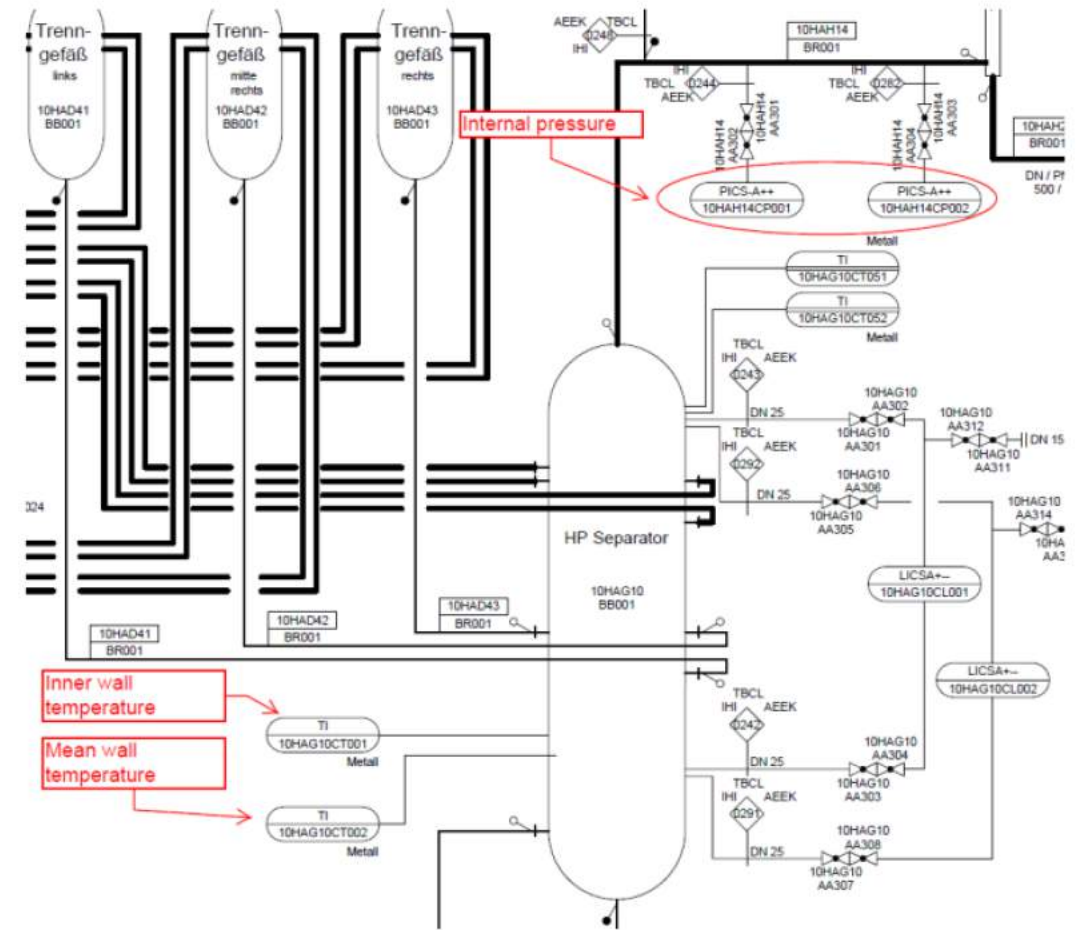 Trenn-
gefäß
links
10HAD41
BB001
Trenn-
gefäß
mitte
rechts
10HAD42
BB001
Trenn-
gefäß
rechts
10HAD43
BB001
AEEK
TBCL
0248
IHI
10HAH14
BR001
IHI
TBCL
0244
AEEK
IHI
TBCL
0282
AEEK
10HAH14
AA301
10HAH14
AA302
10HAH14
AA303
10HAH14
AA304
Internal pressure
BR001
500 /
PICS-A++
10HAH14CP001
PICS-A++
10HAH14CP002
Metall
TI
10HAG10CT051
TI
10HAG10CT052
Metall
TBCL
IHI
AEEK
0243
DN 25
10HAG10
AA302
10HAG10
AA301
10HAG10
AA312
DN 15
10HAG10
AA311
TBCL
IHI
AEEK
0292
DN 25
10HAG10
AA306
10HAG10
AA305
10HAG10
AA314
024
HP Separator
10HAG10
BB001
LICSA+--
10HAG10CL001
10HAD43
BR001
10HAD42
BR001
10HAD41
BR001
LICSA+--
10HAG10CL002
Inner wall
temperature
TI
10HAG10CT001
Metall
Mean wall
temperature
TI
10HAG10CT002
Metall
TBCL
IHI
AEEK
0242
DN 25
10HAG10
AA304
10HAG10
AA303
TBCL
IHI
AEEK
0291
DN 25
10HAG10
AA308
10HAG10
AA307